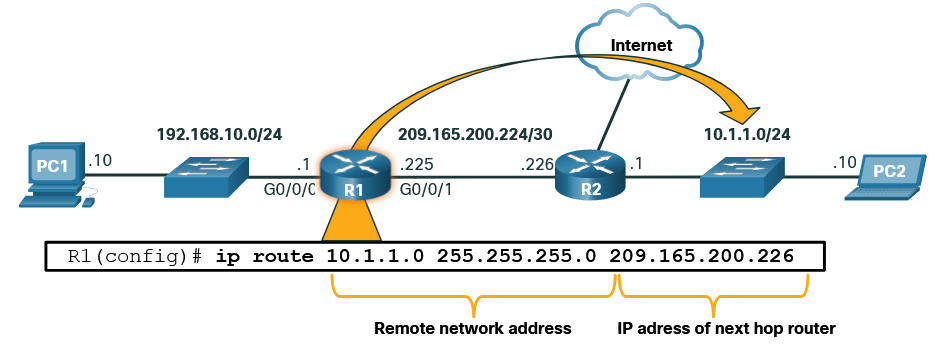 Internet
192.168.10.0/24
209.165.200.224/30
10.1.1.0/24
PC1
.10
.1
G0/0/0
R1
.225
G0/0/1
.226
R2
.1
.10
PC2
R1(config)# ip route 10.1.1.0 255.255.255.0 209.165.200.226
Remote network address
IP adress of next hop router